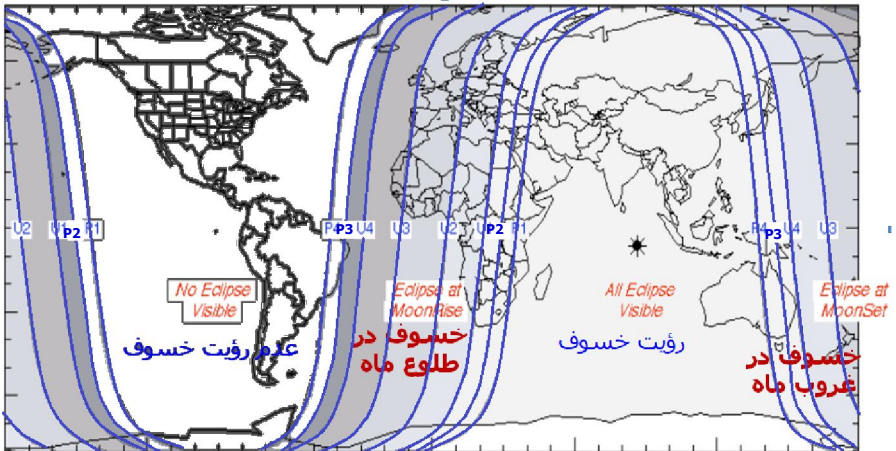 U2 U1 P2 P1 P4 P3 U4 U3 U2 U1 P2 P1 P4 P3 U4 U3
No Eclipse
Visible
Eclipse at
MoonRise
All Eclipse
Visible
Eclipse at
MoonSet
عدم رؤیت خسوف
خسوف در
طلوع ماه
رؤیت خسوف
خسوف در
غروب ماه